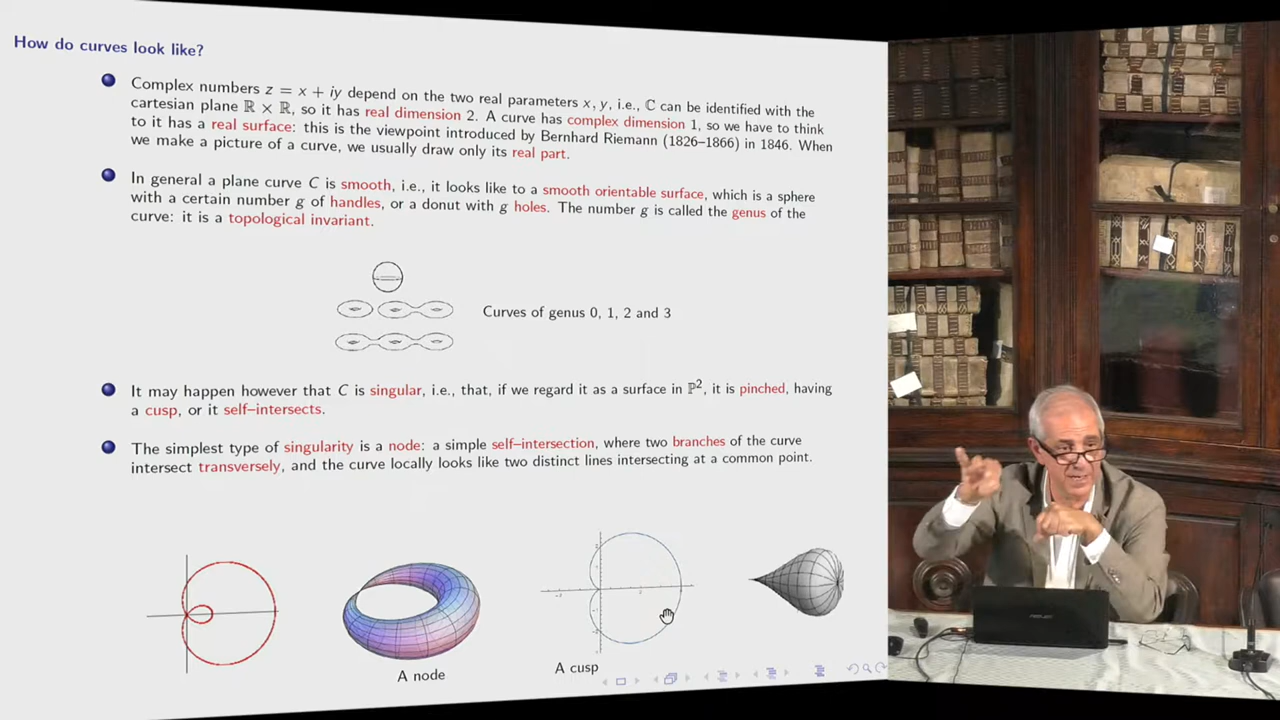 How do curves look like?
Complex numbers z = x + iy depend on the two real parameters x, y, i.e., ℂ can be identified with the
cartesian plane ℝ × ℝ, so it has real dimension 2. A curve has complex dimension 1, so we have to think
to it has a real surface: this is the viewpoint introduced by Bernhard Riemann (1826–1866) in 1846. When
we make a picture of a curve, we usually draw only its real part.
In general a plane curve C is smooth, i.e., it looks like to a smooth orientable surface, which is a sphere
with a certain number g of handles, or a donut with g holes. The number g is called the genus of the
curve: it is a topological invariant.
Curves of genus 0, 1, 2 and 3
It may happen however that C is singular, i.e., that, if we regard it as a surface in ℙ², it is pinched, having
a cusp, or it self–intersects.
The simplest type of singularity is a node: a simple self–intersection, where two branches of the curve
intersect transversely, and the curve locally looks like two distinct lines intersecting at a common point.
A node
A cusp
ASUS